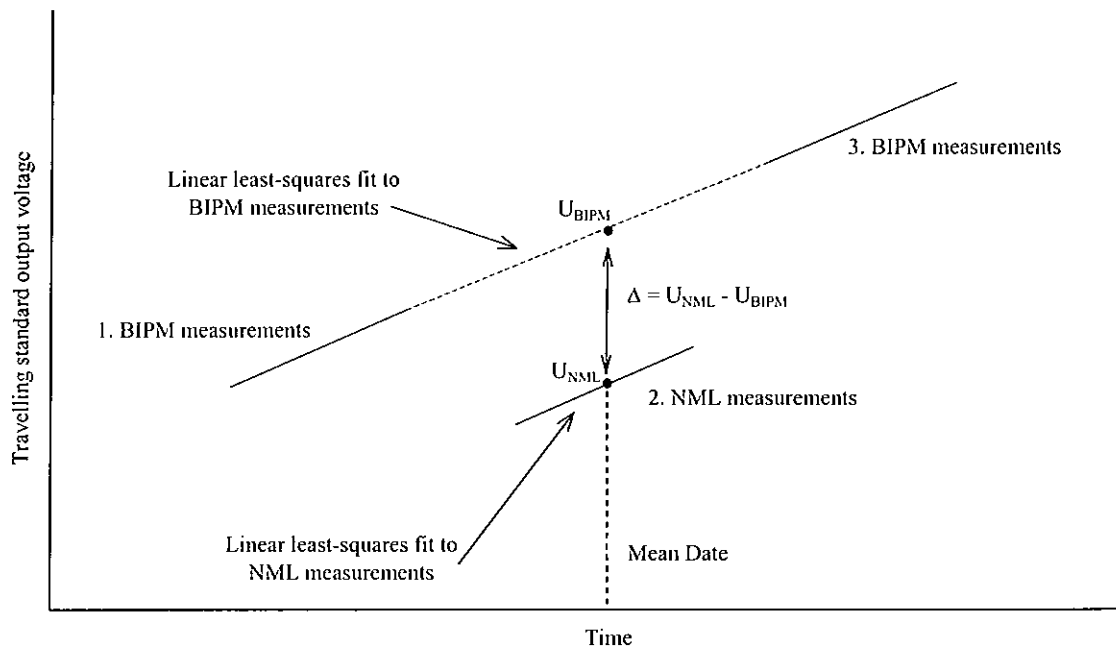 3. BIPM measurements
Linear least-squares fit to
BIPM measurements
U_BIPM
Δ = U_NML - U_BIPM
1. BIPM measurements
U_NML
2. NML measurements
Linear least-squares fit to
NML measurements
Mean Date
Travelling standard output voltage
Time